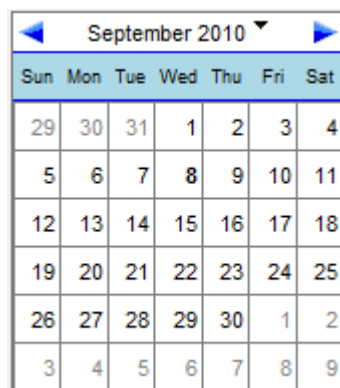 September 2010
Sun Mon Tue Wed Thu Fri Sat
29 30 31 1 2 3 4
5 6 7 8 9 10 11
12 13 14 15 16 17 18
19 20 21 22 23 24 25
26 27 28 29 30 1 2
3 4 5 6 7 8 9